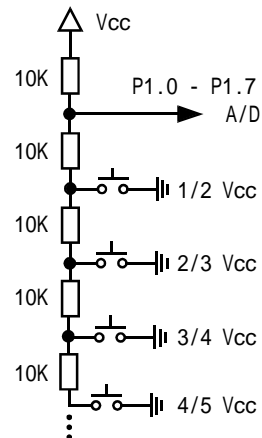 Vcc
10K
P1.0 - P1.7
A/D
10K
1/2 Vcc
10K
2/3 Vcc
10K
3/4 Vcc
10K
4/5 Vcc